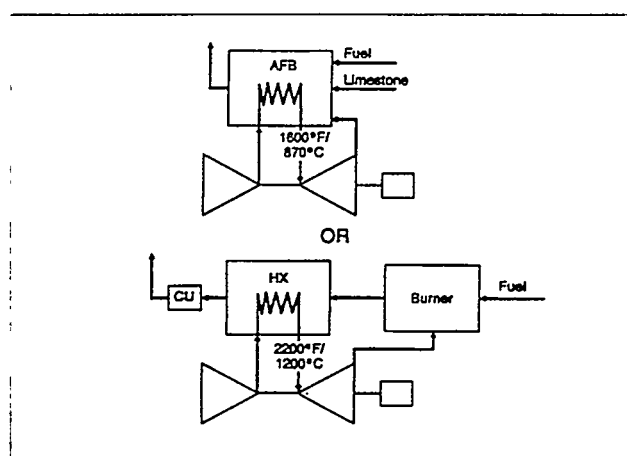 Fuel
AFB
Limestone
1600°F/
870°C
OR
HX
CU
Burner
Fuel
2200°F/
1200°C